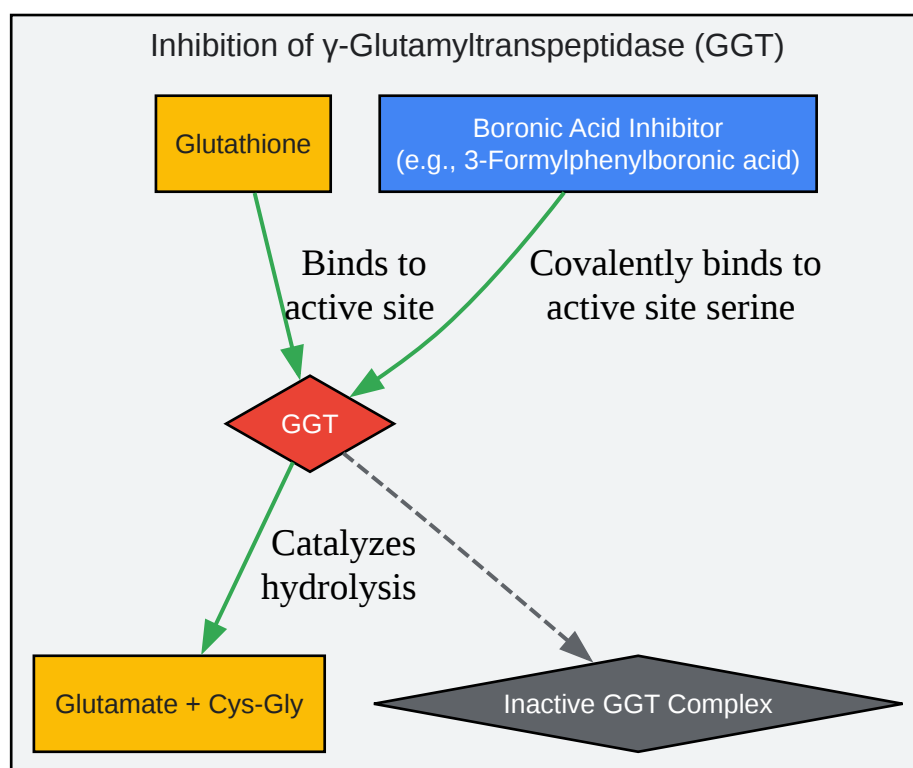 Inhibition of γ-Glutamyltranspeptidase (GGT)
Glutathione
Boronic Acid Inhibitor
(e.g., 3-Formylphenylboronic acid)
Binds to
active site
Covalently binds to
active site serine
GGT
Catalyzes
hydrolysis
Glutamate + Cys-Gly
Inactive GGT Complex